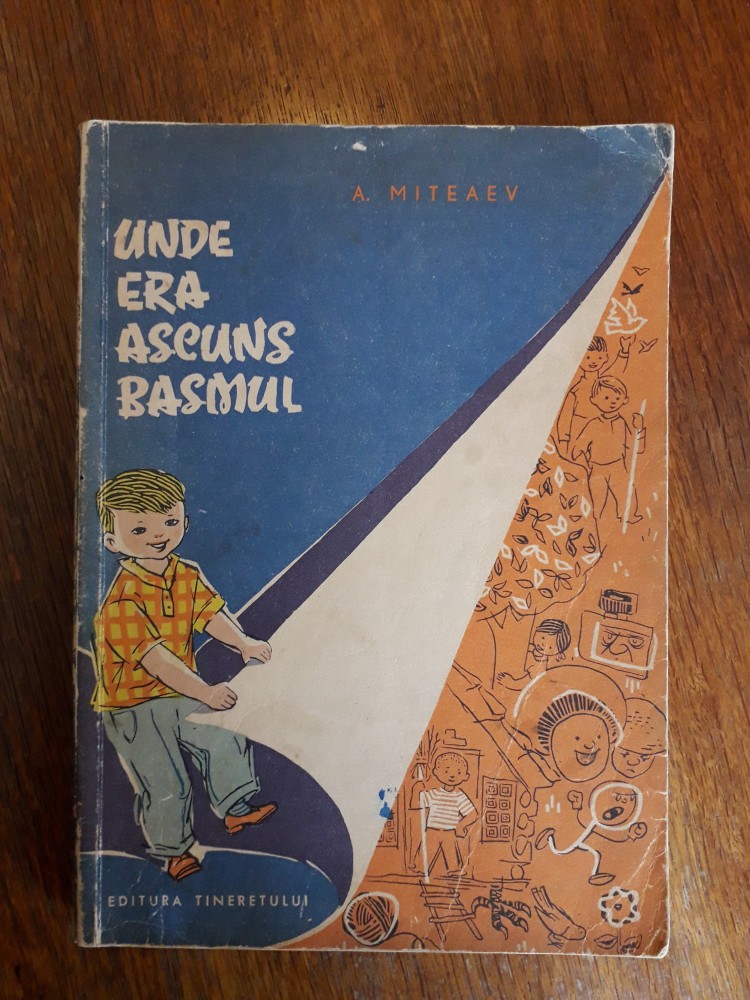 A. MITEAEV
UNDE
ERA
ASCUNS
BASMUL
EDITURA TINERETULUI